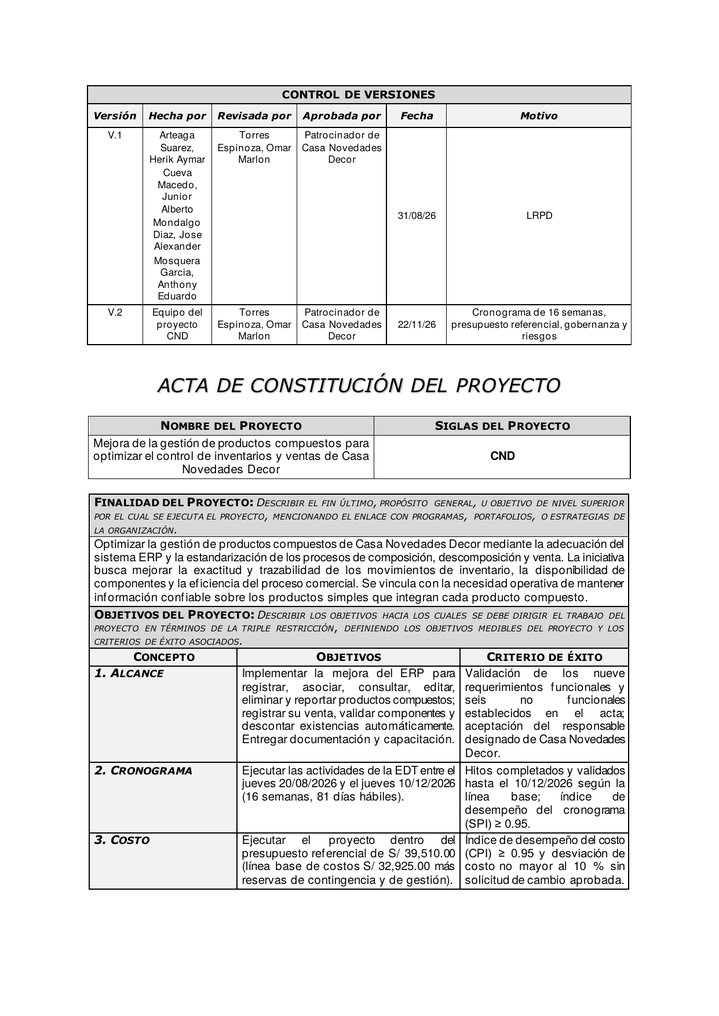 CONTROL DE VERSIONES
Versión Hecha por Revisada por Aprobada por Fecha Motivo
V.1
Arteaga
Suarez,
Herik Aymar
Cueva
Macedo,
Junior
Alberto
Mondalgo
Diaz, Jose
Alexander
Mosquera
Garcia,
Anthony
Eduardo
Torres
Espinoza, Omar
Marlon
Patrocinador de
Casa Novedades
Decor
31/08/26
LRPD
V.2
Equipo del
proyecto
CND
Torres
Espinoza, Omar
Marlon
Patrocinador de
Casa Novedades
Decor
22/11/26
Cronograma de 16 semanas,
presupuesto referencial, gobernanza y
riesgos
ACTA DE CONSTITUCIÓN DEL PROYECTO
NOMBRE DEL PROYECTO
SIGLAS DEL PROYECTO
Mejora de la gestión de productos compuestos para
optimizar el control de inventarios y ventas de Casa
Novedades Decor
CND
FINALIDAD DEL PROYECTO: DESCRIBIR EL FIN ÚLTIMO, PROPÓSITO GENERAL, U OBJETIVO DE NIVEL SUPERIOR
POR EL CUAL SE EJECUTA EL PROYECTO, MENCIONANDO EL ENLACE CON PROGRAMAS, PORTAFOLIOS, O ESTRATEGIAS DE
LA ORGANIZACIÓN.
Optimizar la gestión de productos compuestos de Casa Novedades Decor mediante la adecuación del
sistema ERP y la estandarización de los procesos de composición, descomposición y venta. La iniciativa
busca mejorar la exactitud y trazabilidad de los movimientos de inventario, la disponibilidad de
componentes y la eficiencia del proceso comercial. Se vincula con la necesidad operativa de mantener
información confiable sobre los productos simples que integran cada producto compuesto.
OBJETIVOS DEL PROYECTO: DESCRIBIR LOS OBJETIVOS HACIA LOS CUALES SE DEBE DIRIGIR EL TRABAJO DEL
PROYECTO EN TÉRMINOS DE LA TRIPLE RESTRICCIÓN, DEFINIENDO LOS OBJETIVOS MEDIBLES DEL PROYECTO Y LOS
CRITERIOS DE ÉXITO ASOCIADOS.
CONCEPTO
OBJETIVOS
CRITERIO DE ÉXITO
1. ALCANCE
Implementar la mejora del ERP para
registrar, asociar, consultar, editar,
eliminar y reportar productos compuestos;
registrar su venta, validar componentes y
descontar existencias automáticamente.
Entregar documentación y capacitación.
Validación de los nueve
requerimientos funcionales y
seis no funcionales
establecidos en el acta;
aceptación del responsable
designado de Casa Novedades
Decor.
2. CRONOGRAMA
Ejecutar las actividades de la EDT entre el
jueves 20/08/2026 y el jueves 10/12/2026
(16 semanas, 81 días hábiles).
Hitos completados y validados
hasta el 10/12/2026 según la
línea base; índice de
desempeño del cronograma
(SPI) ≥ 0.95.
3. COSTO
Ejecutar el proyecto dentro del
presupuesto referencial de S/ 39,510.00
(línea base de costos S/ 32,925.00 más
reservas de contingencia y de gestión).
Índice de desempeño del costo
(CPI) ≥ 0.95 y desviación de
costo no mayor al 10 % sin
solicitud de cambio aprobada.